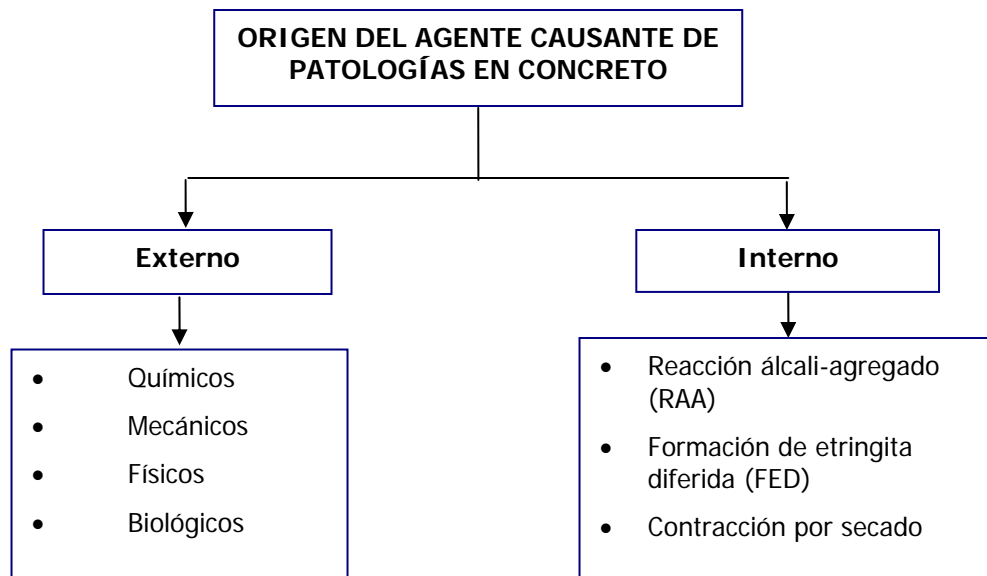 ORIGEN DEL AGENTE CAUSANTE DE
PATOLOGÍAS EN CONCRETO
Externo
Interno
• Químicos
• Mecánicos
• Físicos
• Biológicos
• Reacción álcali-agregado
(RAA)
• Formación de etringita
diferida (FED)
• Contracción por secado